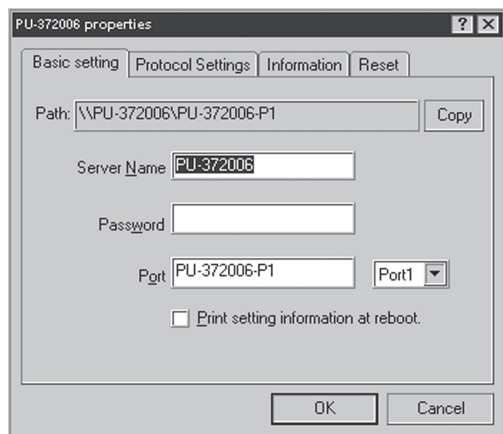 PU-372006 properties
Basic setting Protocol Settings Information Reset
Path: \\PU-372006\PU-372006-P1 Copy
Server Name PU-372006
Password
Port PU-372006-P1 Port1
Print setting information at reboot.
OK Cancel